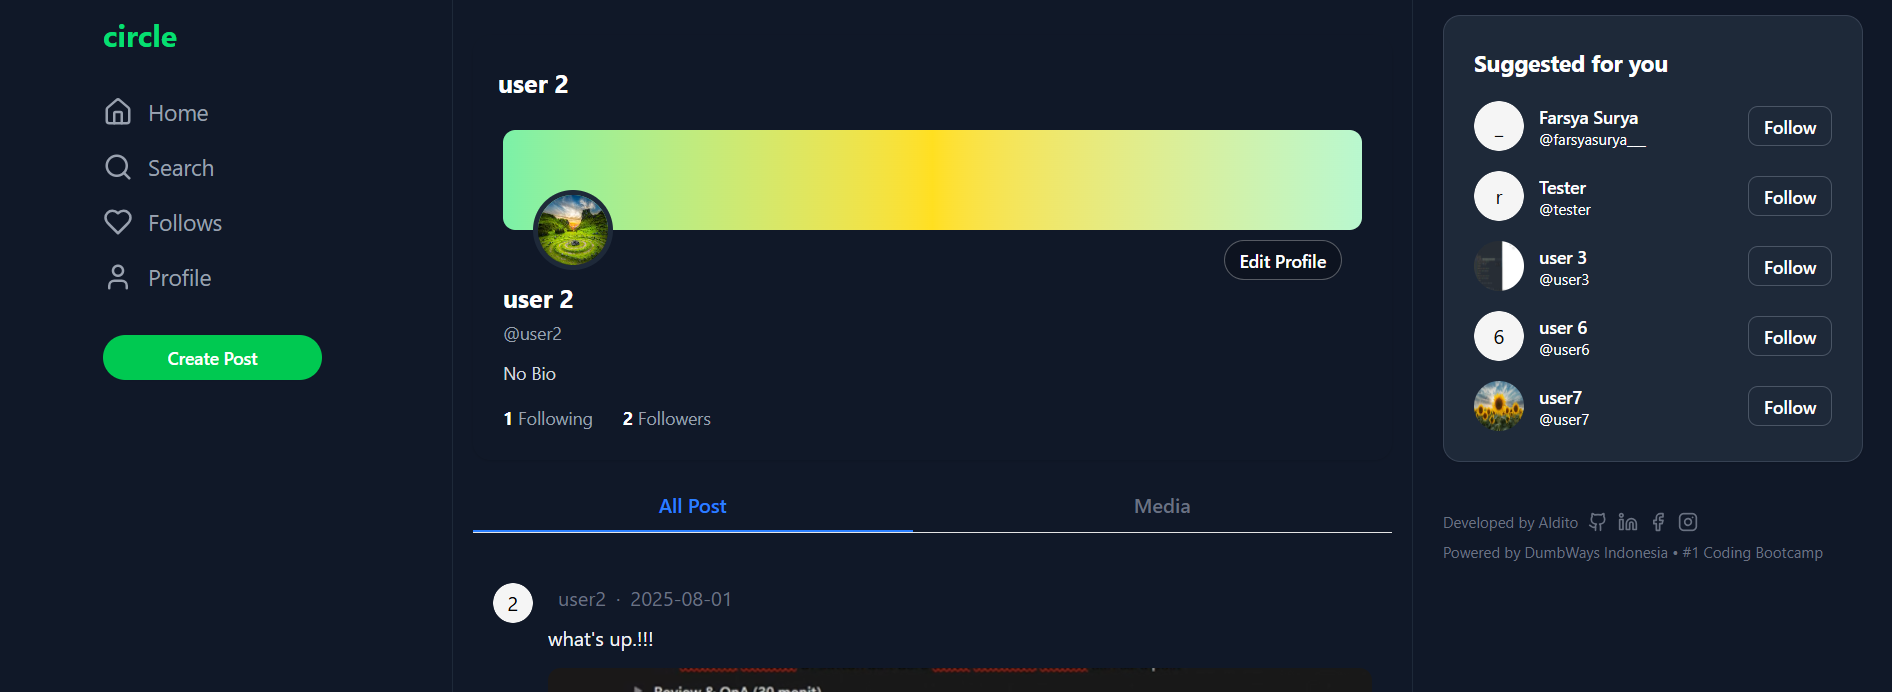 circle
Home
Search
Follows
Profile
Create Post
user 2
Edit Profile
user 2
@user2
No Bio
1 Following 2 Followers
All Post Media
2 user2 · 2025-08-01
what's up.!!!
Review & QnA (30 menit)
Suggested for you
_ Farsya Surya Follow
@farsyasurya___
r Tester Follow
@tester
user 3 Follow
@user3
6 user 6 Follow
@user6
user7 Follow
@user7
Developed by Aldito
Powered by DumbWays Indonesia • #1 Coding Bootcamp